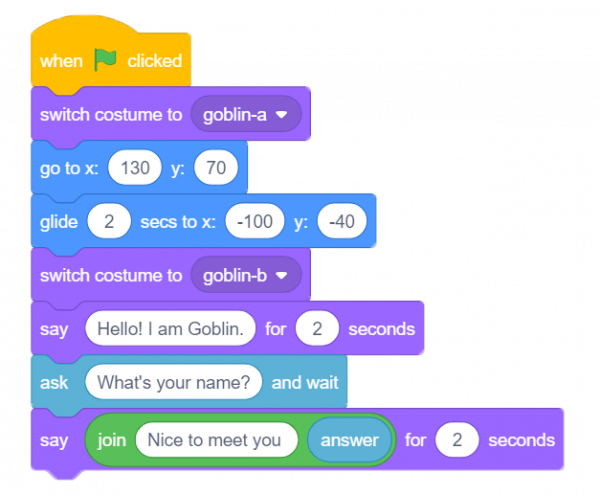 when clicked
switch costume to goblin-a
go to x: 130 y: 70
glide 2 secs to x: -100 y: -40
switch costume to goblin-b
say Hello! I am Goblin. for 2 seconds
ask What's your name? and wait
say join Nice to meet you answer for 2 seconds